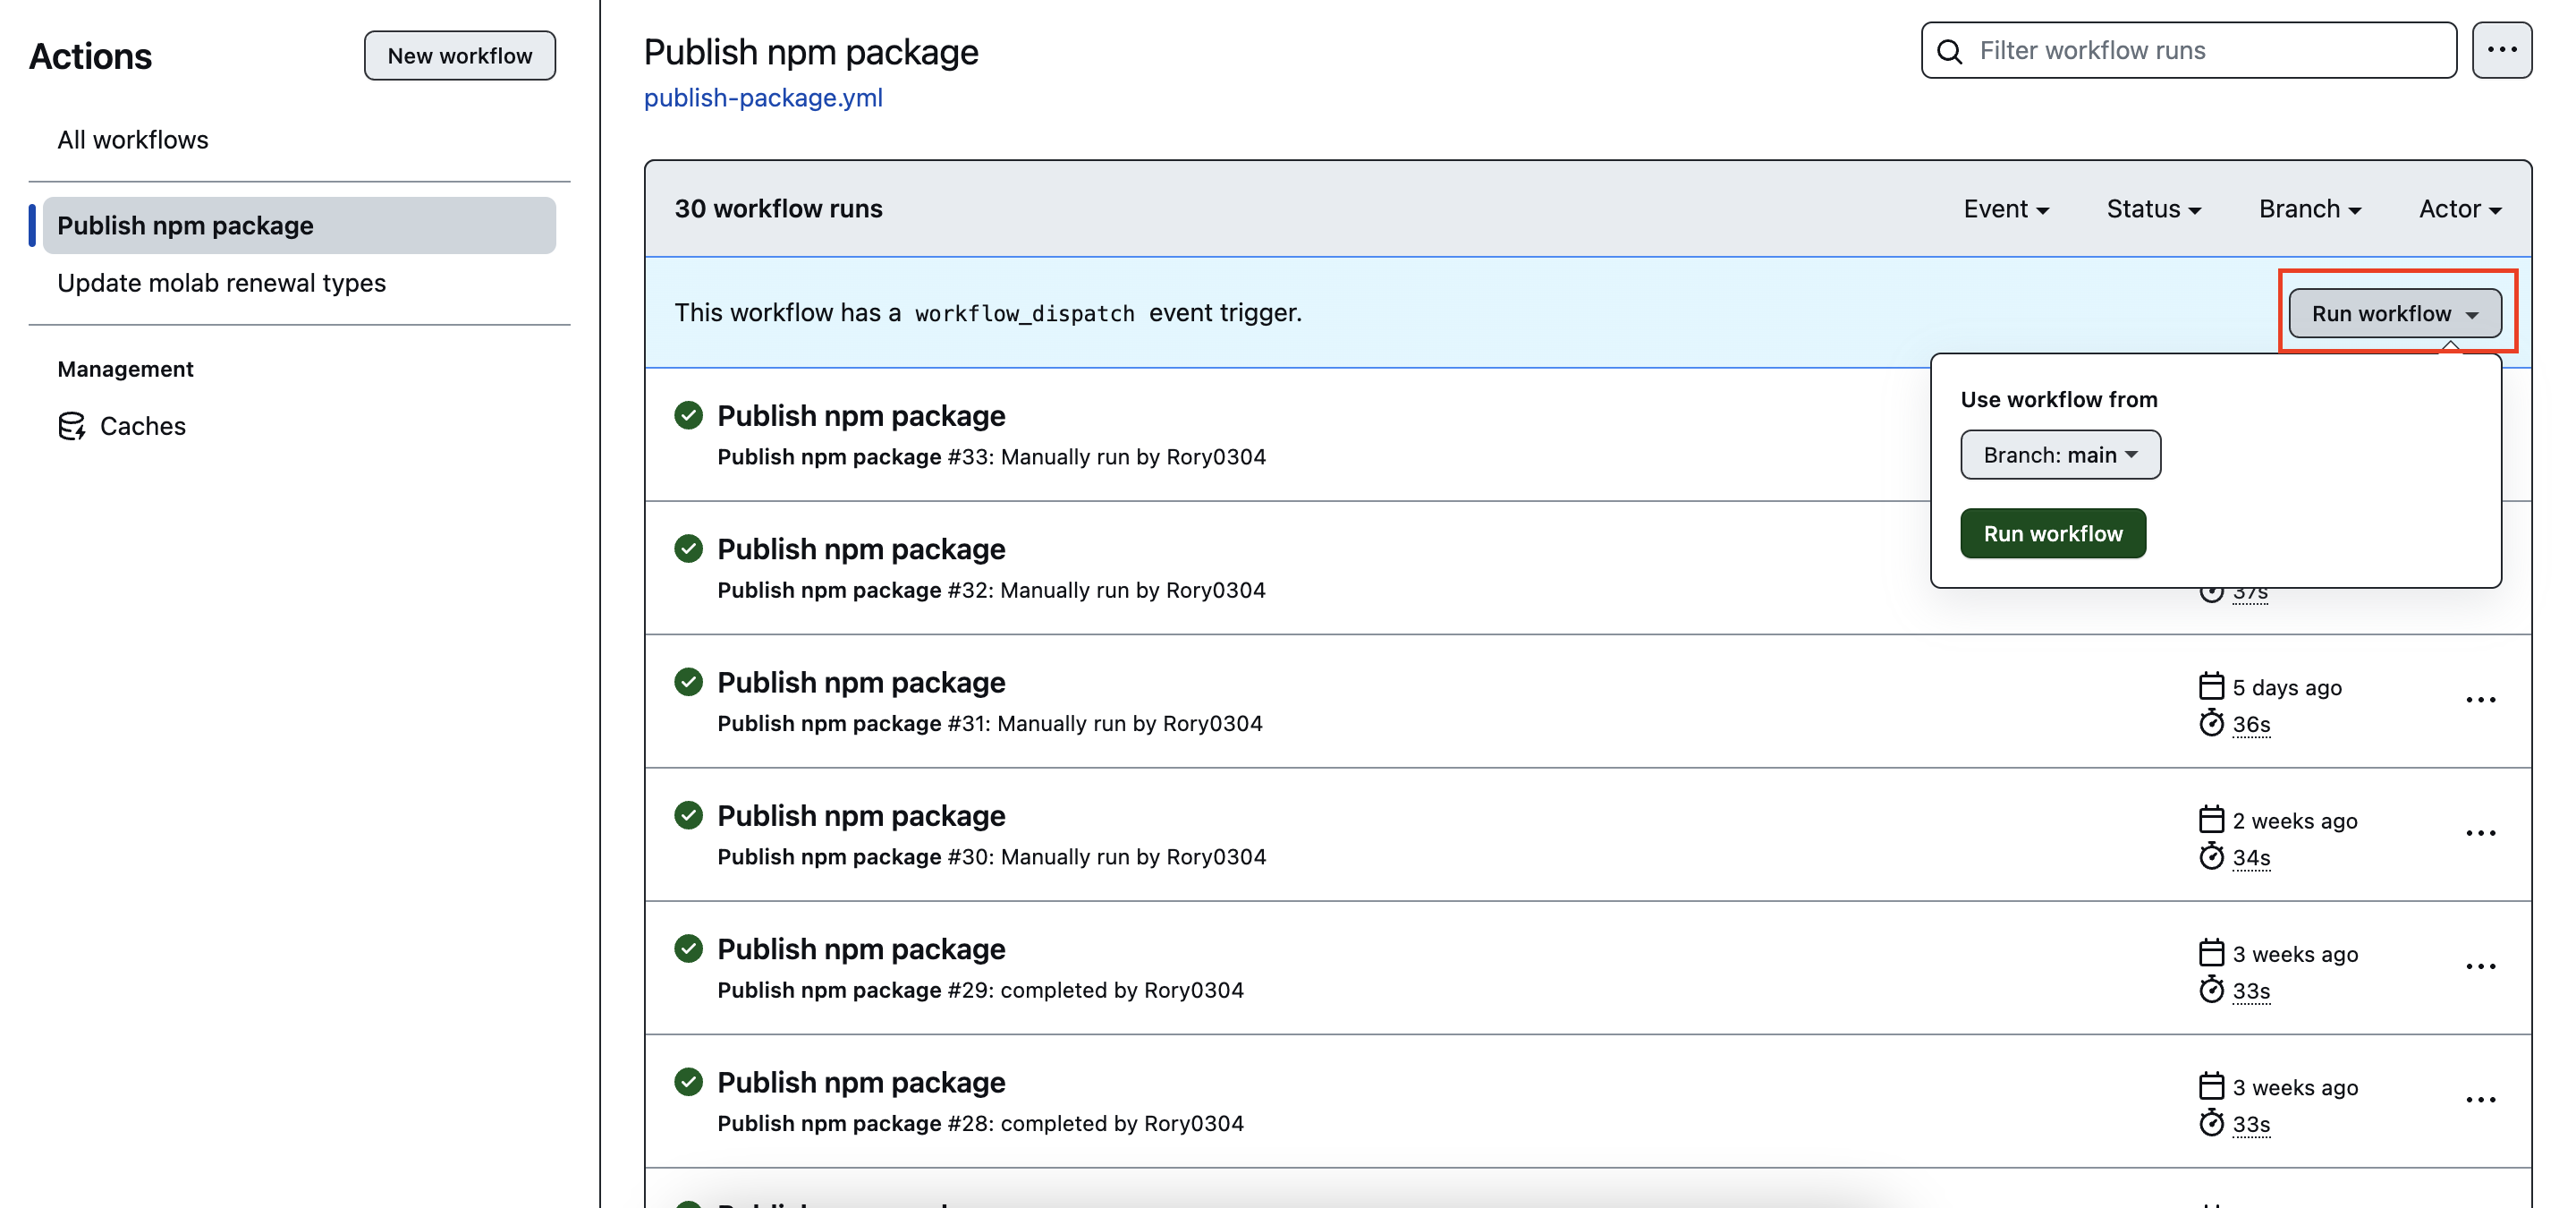 Actions
New workflow
All workflows
Publish npm package
Update molab renewal types
Management
Caches
Publish npm package
publish-package.yml
Filter workflow runs
30 workflow runs
Event
Status
Branch
Actor
This workflow has a workflow_dispatch event trigger.
Run workflow
Use workflow from
Branch: main
Run workflow
Publish npm package
Publish npm package #33: Manually run by Rory0304
Publish npm package
Publish npm package #32: Manually run by Rory0304
37s
Publish npm package
Publish npm package #31: Manually run by Rory0304
5 days ago
36s
Publish npm package
Publish npm package #30: Manually run by Rory0304
2 weeks ago
34s
Publish npm package
Publish npm package #29: completed by Rory0304
3 weeks ago
33s
Publish npm package
Publish npm package #28: completed by Rory0304
3 weeks ago
33s